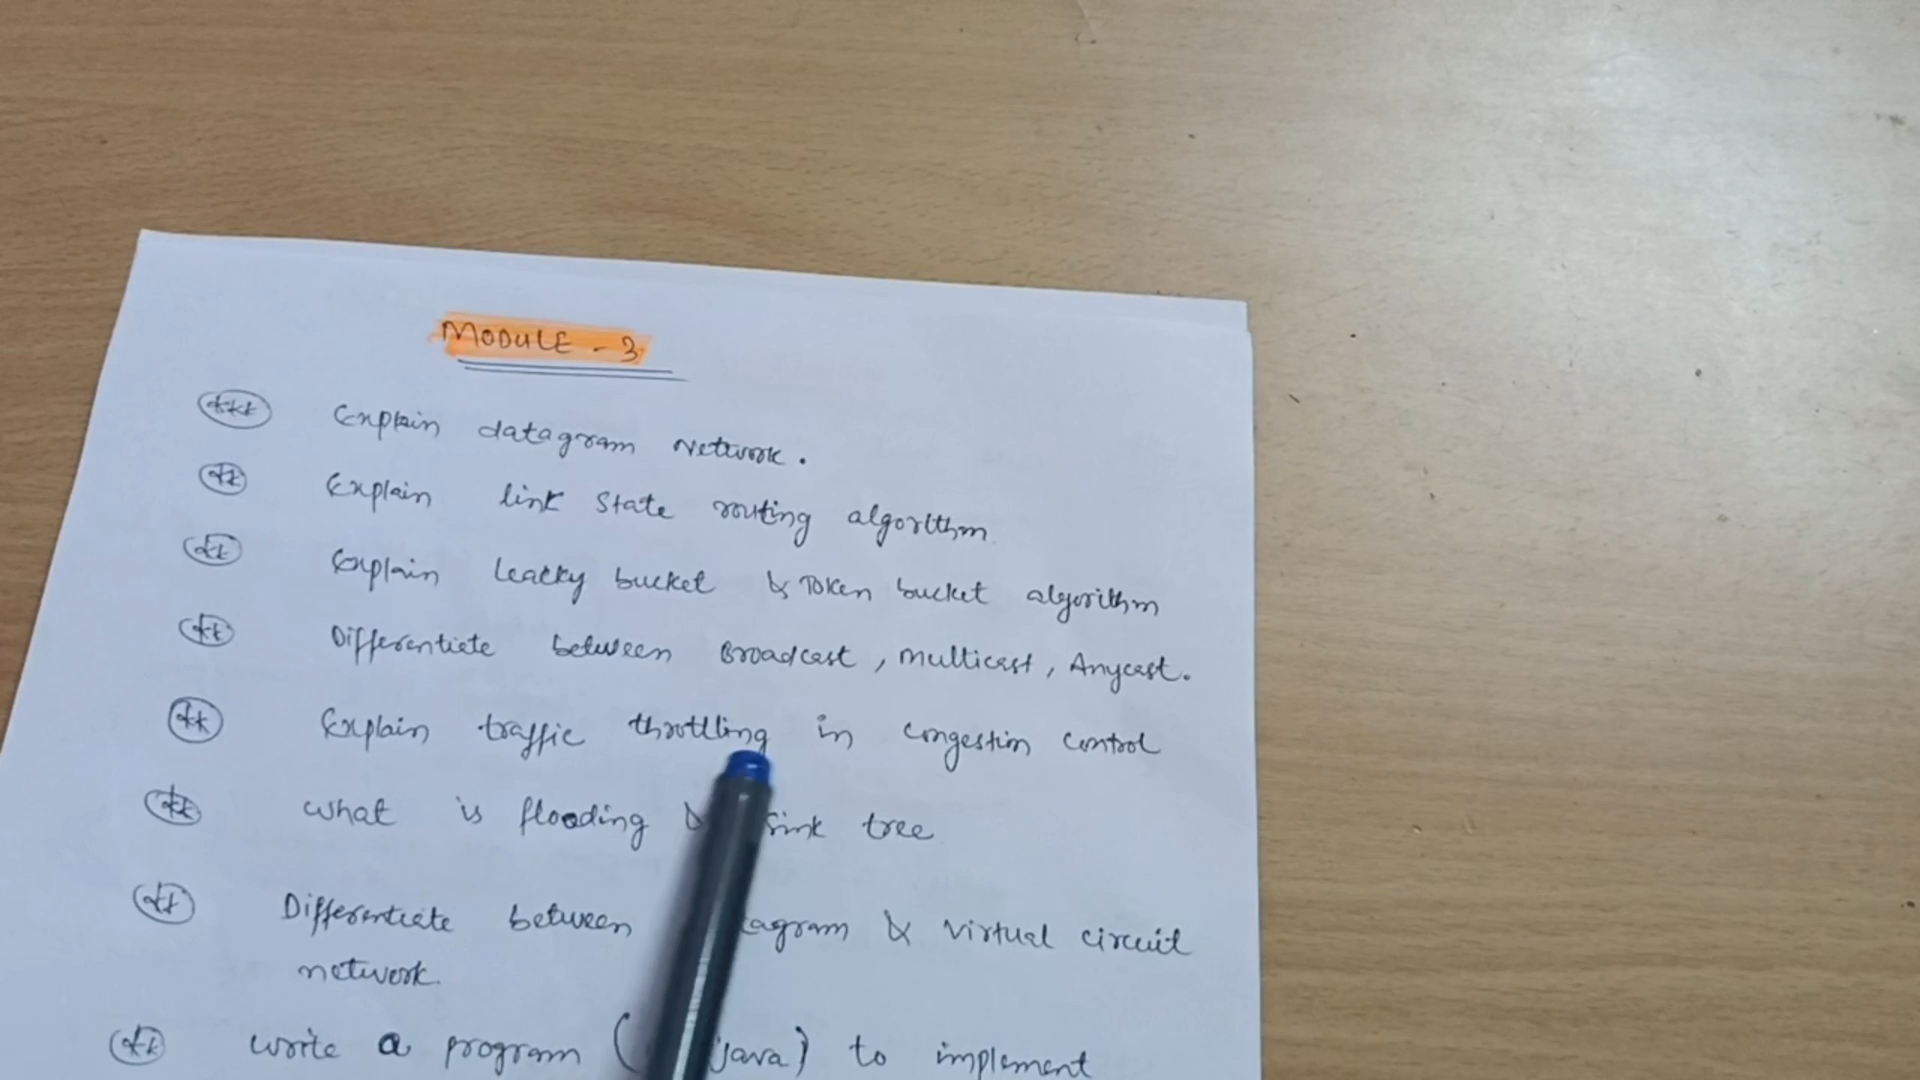 MODULE - 3
*** Explain datagram Network.
** Explain link State routing algorithm
** Explain Leacky bucket & Token bucket algorithm
** Differentiate between Broadcast, multicast, Anycast.
** Explain traffic throttling in congestion control
** what is flooding & Sink tree
** Differentiate between agram & virtual circuit
network.
** write a program ( java) to implement